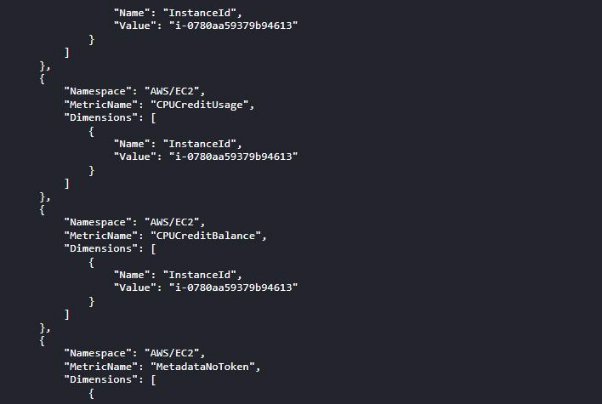 "Name": "InstanceId",
"Value": "i-0780aa59379b94613"
}
]
},
{
"Namespace": "AWS/EC2",
"MetricName": "CPUCreditUsage",
"Dimensions": [
{
"Name": "InstanceId",
"Value": "i-0780aa59379b94613"
}
]
},
{
"Namespace": "AWS/EC2",
"MetricName": "CPUCreditBalance",
"Dimensions": [
{
"Name": "InstanceId",
"Value": "i-0780aa59379b94613"
}
]
},
{
"Namespace": "AWS/EC2",
"MetricName": "MetadataNoToken",
"Dimensions": [
{